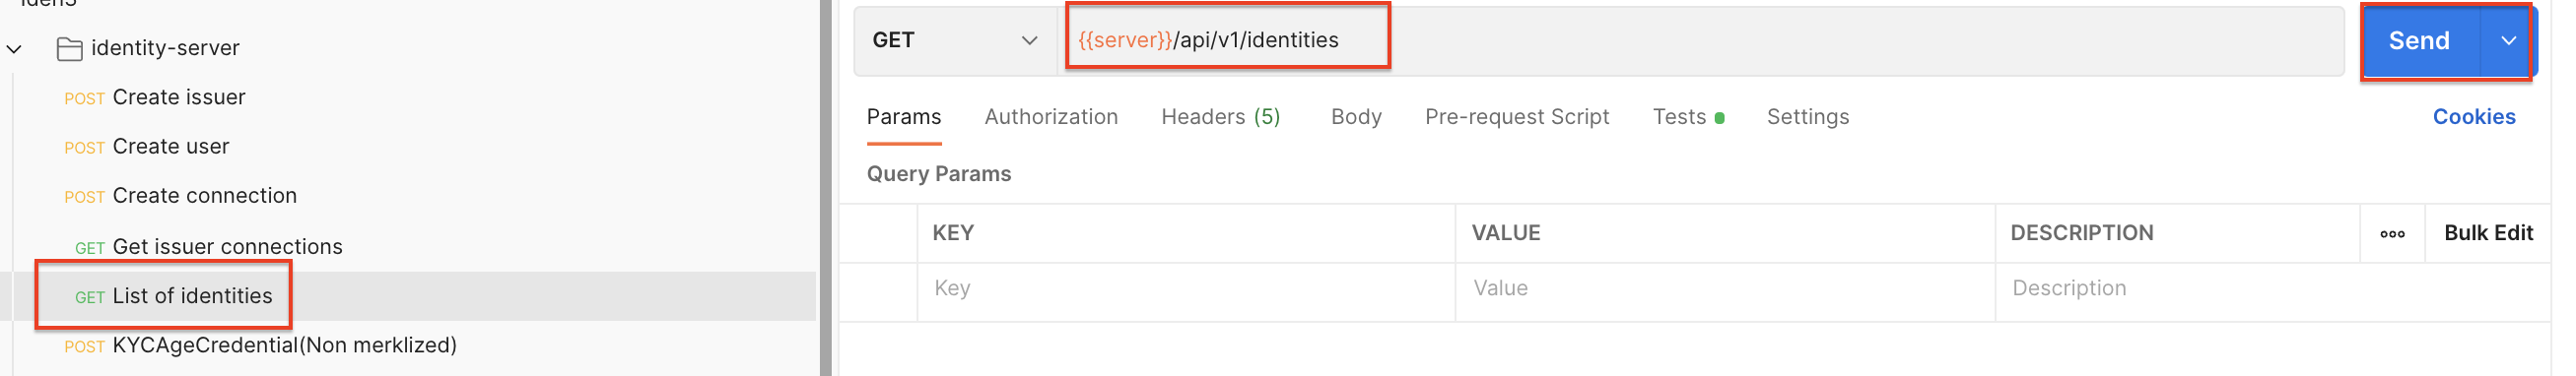 iden3
identity-server
POST Create issuer
POST Create user
POST Create connection
GET Get issuer connections
GET List of identities
POST KYCAgeCredential(Non merklized)
GET {{server}}/api/v1/identities Send
Params Authorization Headers (5) Body Pre-request Script Tests Settings Cookies
Query Params
KEY VALUE DESCRIPTION ooo Bulk Edit
Key Value Description